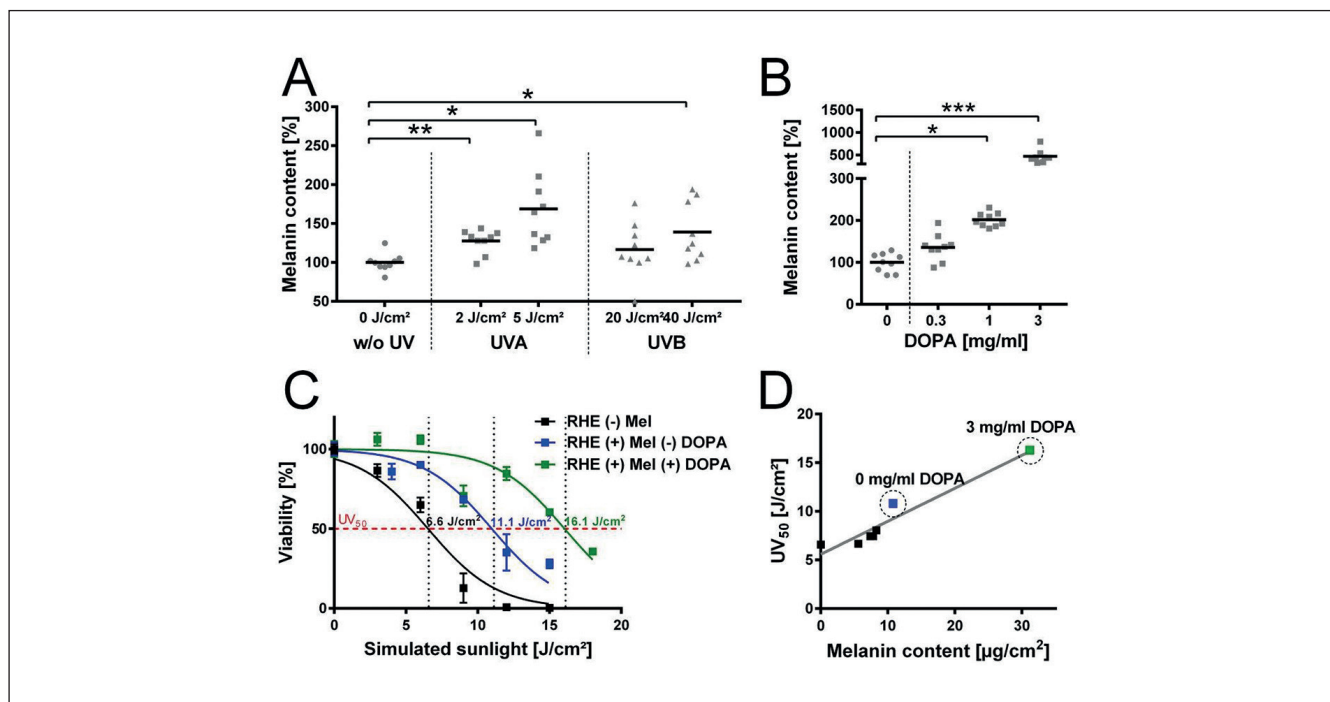 A
Melanin content [%]
300
250
200
150
100
50
*
*
**
0 J/cm²
2 J/cm²
5 J/cm²
20 J/cm²
40 J/cm²
w/o UV
UVA
UVB
B
Melanin content [%]
1500
1000
500
200
100
0
***
*
0
0.3
1
3
DOPA [mg/ml]
C
Viability [%]
100
50
0
RHE (-) Mel
RHE (+) Mel (-) DOPA
RHE (+) Mel (+) DOPA
UV50
6.6 J/cm²
11.1 J/cm²
16.1 J/cm²
0
5
10
15
20
Simulated sunlight [J/cm²]
D
UV50 [J/cm²]
20
15
10
5
0
3 mg/ml DOPA
0 mg/ml DOPA
0
10
20
30
Melanin content [µg/cm²]